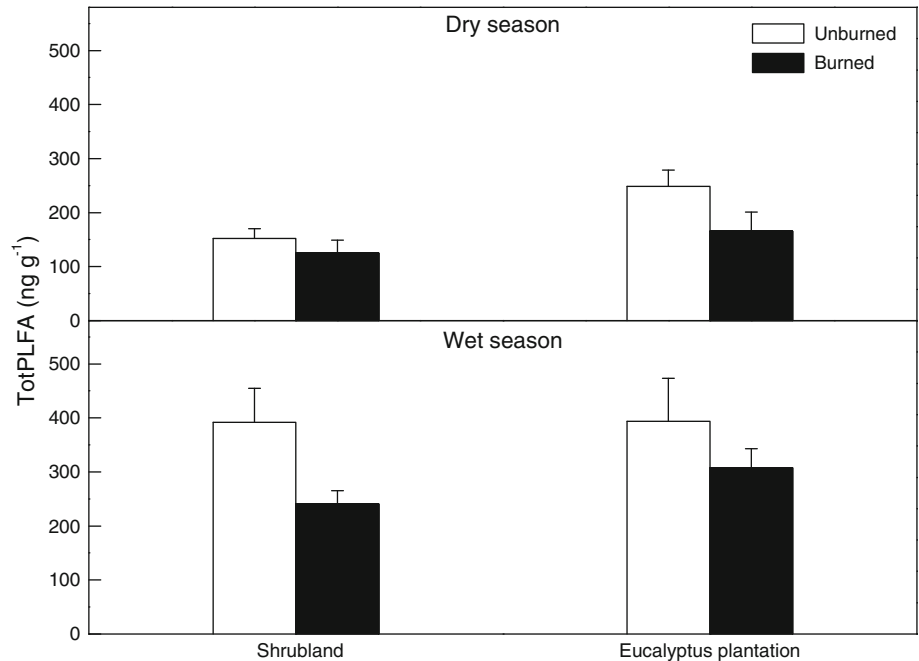 Dry season
Unburned
Burned
500
400
300
200
100
0
Wet season
500
400
300
200
100
0
TotPLFA (ng g⁻¹)
Shrubland
Eucalyptus plantation